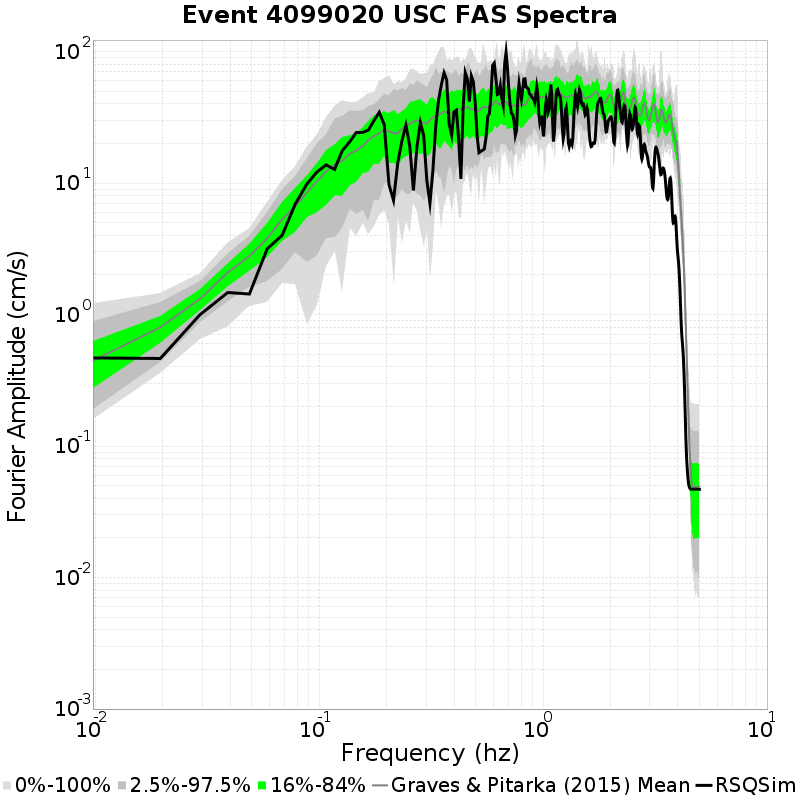 Event 4099020 USC FAS Spectra
Fourier Amplitude (cm/s)
10²
10¹
10⁰
10⁻¹
10⁻²
10⁻³
10⁻² 10⁻¹ 10⁰ 10¹
Frequency (hz)
0%-100% 2.5%-97.5% 16%-84% Graves & Pitarka (2015) Mean RSQSim